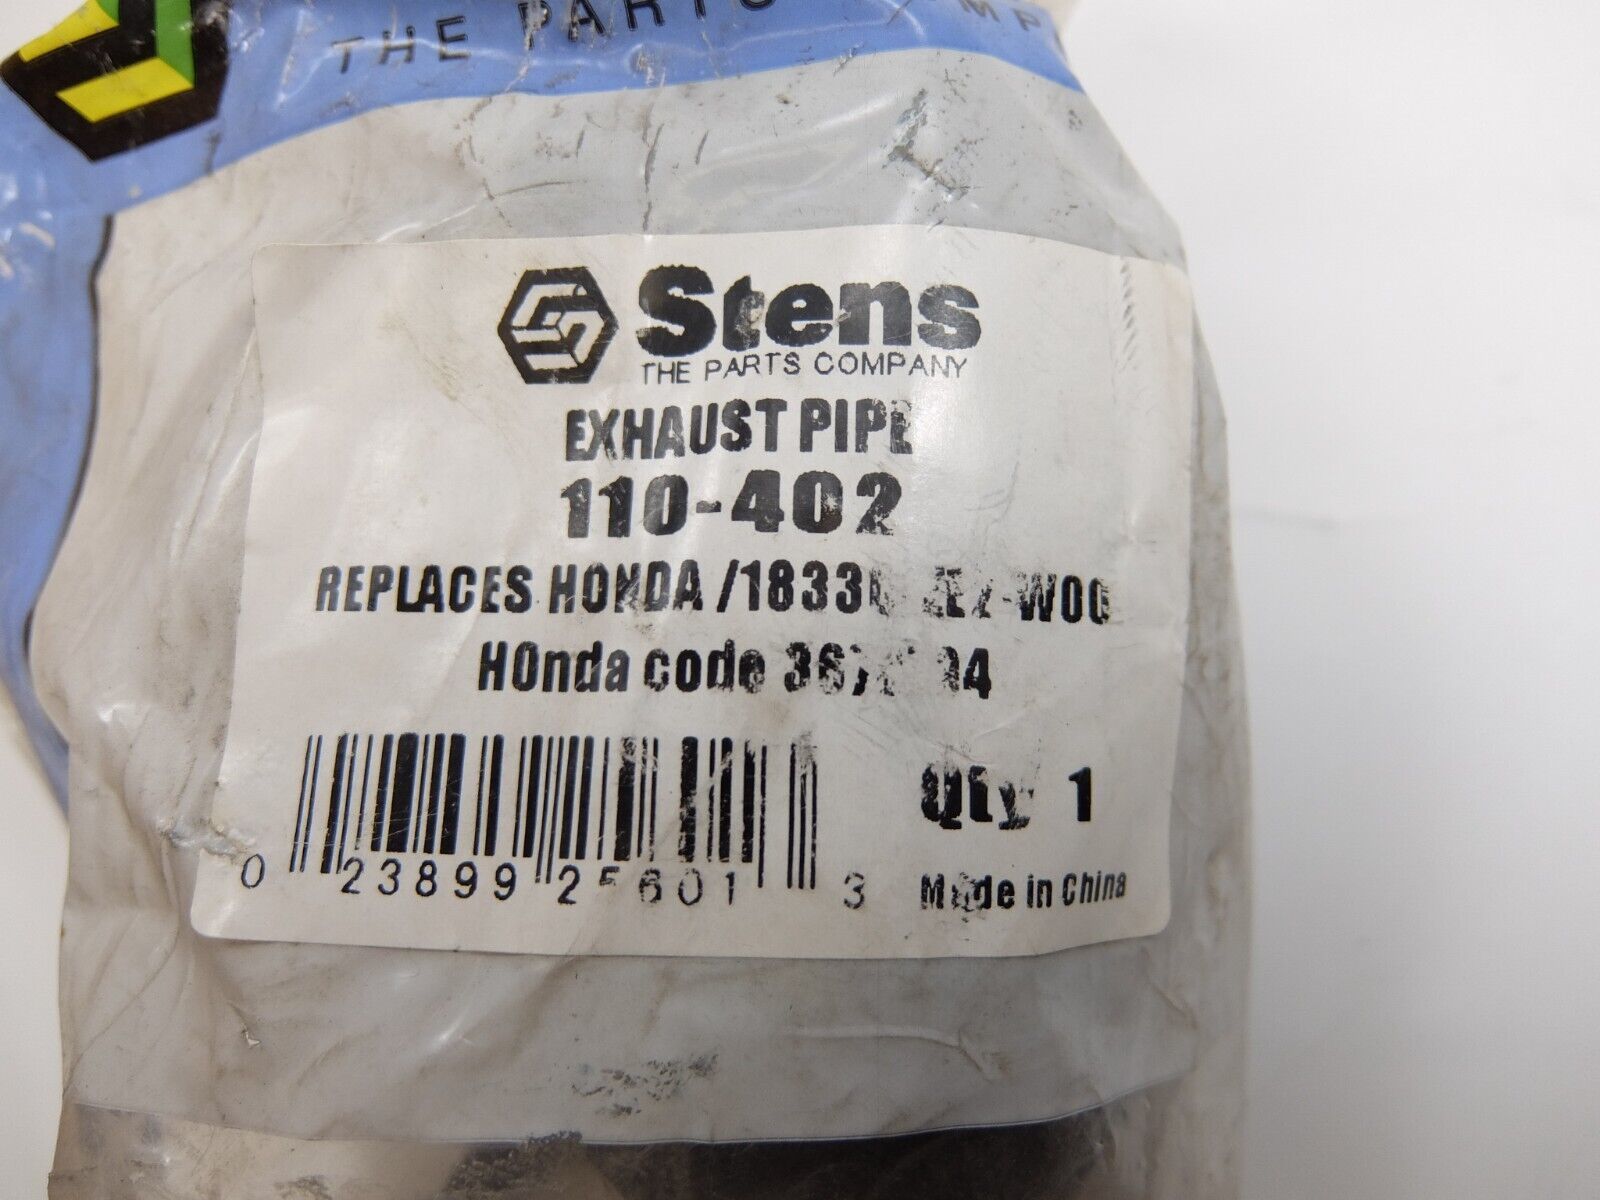 THE PARTS
Stens
THE PARTS COMPANY
EXHAUST PIPE
110-402
REPLACES HONDA
HOnda code
Qty 1
0 23899 25601 3
Made in China